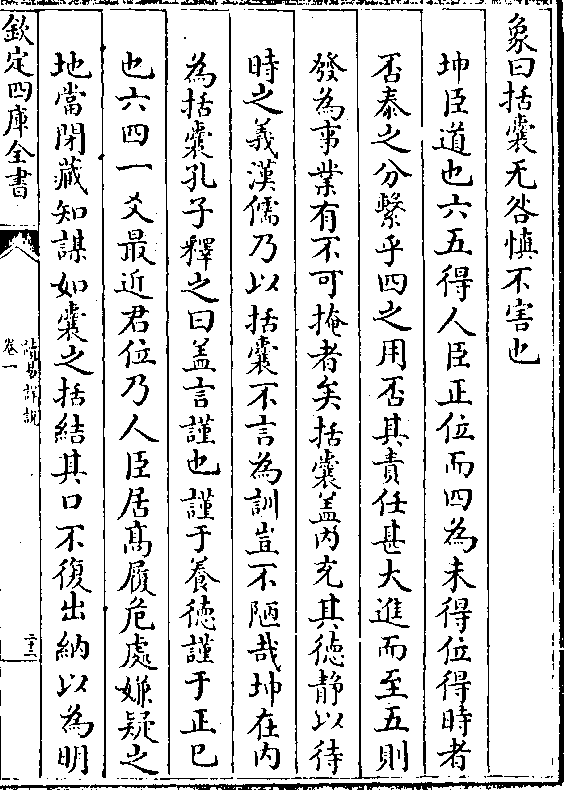 象曰括囊无咎慎不害也
坤臣道也六五得人臣正位而四為未得位得時者
否泰之分繫乎四之用否其責任甚大進而至五則
發為事業有不可掩者矣括囊盖内充其徳静以待
時之義漢儒乃以括囊不言為訓豈不陋哉坤在内
為括囊孔子釋之曰盖言謹也謹于養徳謹于正已
也六四一爻最近君位乃人臣居髙履危處嫌疑之
地當閉藏知謀如囊之括結其口不復出納以為明
欽定四庫全書
讀易詳說
卷一
二十三